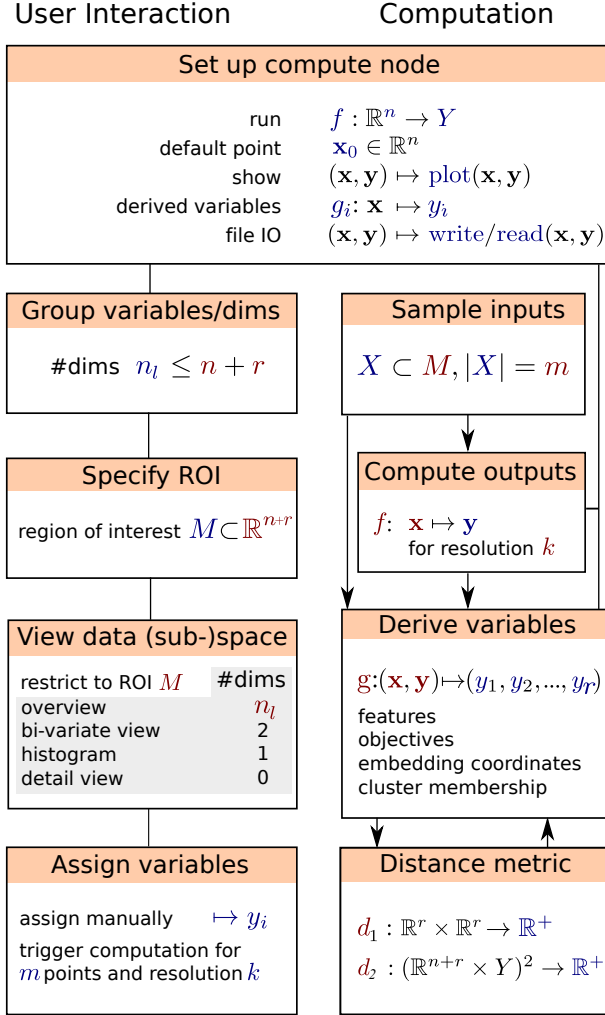 User Interaction
Computation
Set up compute node
run f : ℝⁿ → Y
default point x₀ ∈ ℝⁿ
show (x, y) ↦ plot(x, y)
derived variables gᵢ: x ↦ yᵢ
file IO (x, y) ↦ write/read(x, y)
Group variables/dims
#dims nₗ ≤ n + r
Specify ROI
region of interest M⊂ℝⁿ⁺ʳ
View data (sub-)space
restrict to ROI M #dims
overview nₗ
bi-variate view 2
histogram 1
detail view 0
Assign variables
assign manually ↦ yᵢ
trigger computation for
m points and resolution k
Sample inputs
X ⊂ M, |X| = m
Compute outputs
f: x ↦ y
for resolution k
Derive variables
g:(x, y)↦(y₁, y₂, ..., yᵣ)
features
objectives
embedding coordinates
cluster membership
Distance metric
d₁ : ℝʳ × ℝʳ → ℝ⁺
d₂ : (ℝⁿ⁺ʳ × Y)² → ℝ⁺